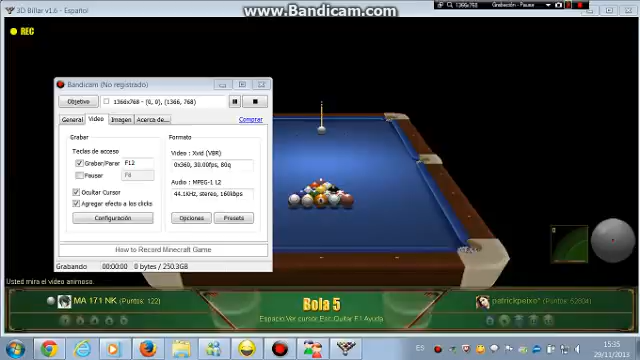 3D Billar v1.6 - Español
www.Bandicam.com
1366x768
Grabación - Pausar
REC
Bandicam (No registrado)
Objetivo
1366x768 - (0, 0), (1366, 768)
General
Video
Imagen
Acerca de...
Comprar
Grabar
Teclas de acceso
Grabar/Parar
F12
Pausar
Ocultar Cursor
Agregar efecto a los clicks
Configuración
Formato
Video : Xvid (VBR)
0x360, 30.00fps, 80q
Audio : MPEG-1 L2
44.1KHz, stereo, 160kbps
Opciones
Presets
How to Record Minecraft Game
Grabando
00:00:00
0 bytes / 250.3GB
Usted mira el video animosa.
MA 171 NK (Puntos: 122)
Bola 5
patrickpeixo*
Espacio:Ver cursor,Esc:Quitar F1 Ayuda
ES
15:35
29/11/2013